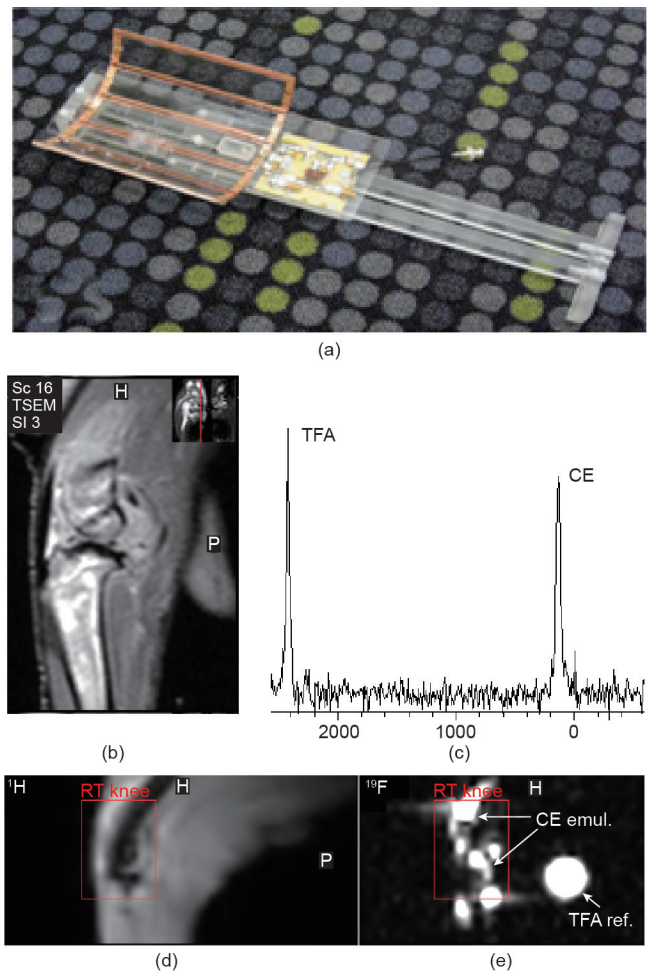 (a)
Sc 16
TSEM
SI 3
H
P
(b)
TFA
CE
2000 1000 0
(c)
¹H
RT knee
H
P
(d)
¹⁹F
H
RT knee
CE emul.
TFA ref.
(e)